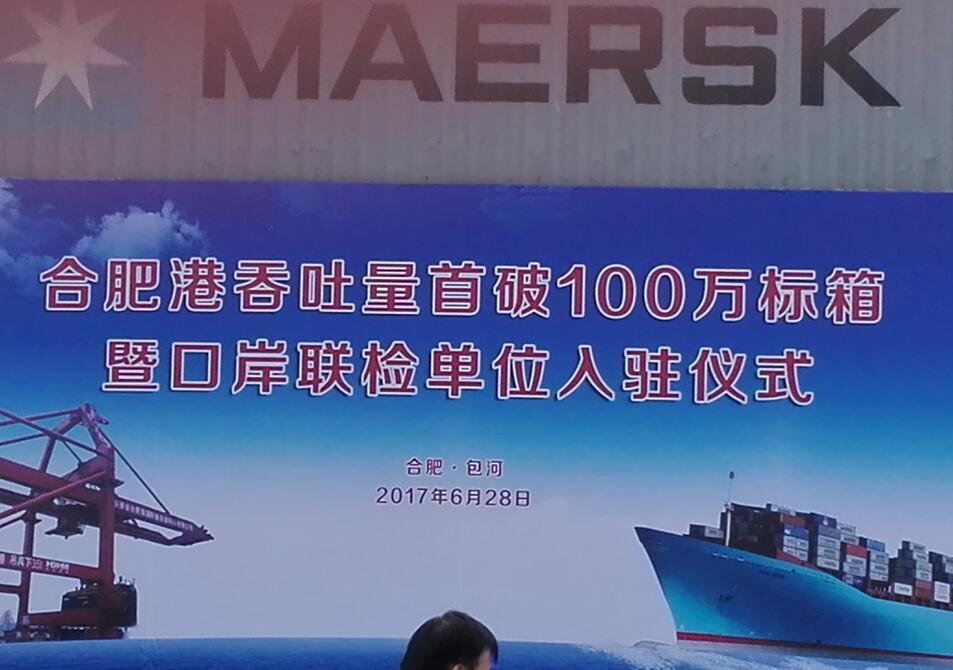 MAERSK
合肥港吞吐量首破100万标箱
暨口岸联检单位入驻仪式
合肥·包河
2017年6月28日